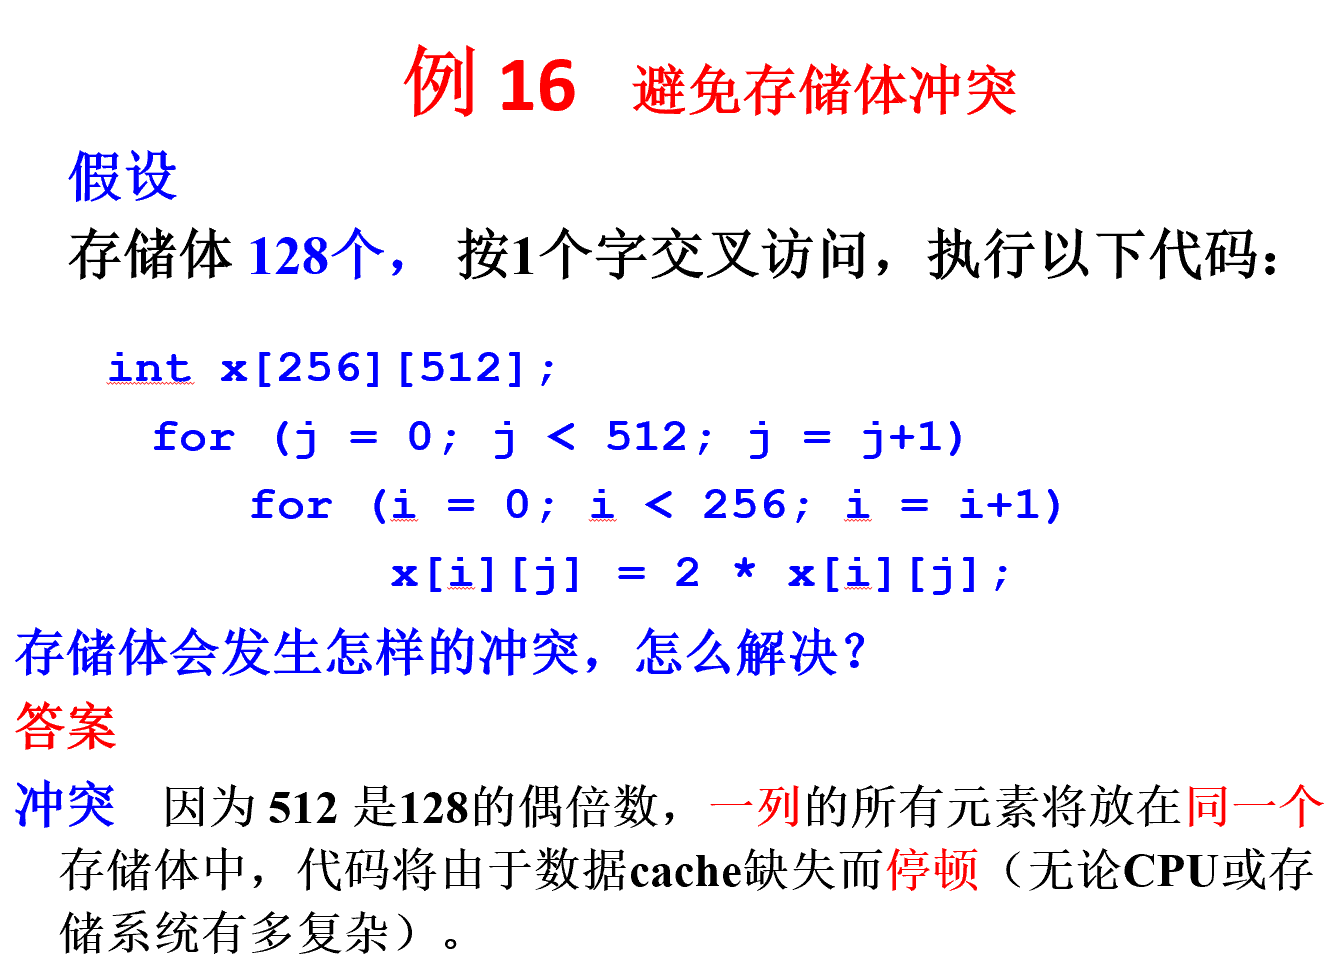 例 16 避免存储体冲突
假设
存储体 128个， 按1个字交叉访问，执行以下代码：
int x[256][512];
for (j = 0; j < 512; j = j+1)
for (i = 0; i < 256; i = i+1)
x[i][j] = 2 * x[i][j];
存储体会发生怎样的冲突，怎么解决？
答案
冲突 因为 512 是128的偶倍数，一列的所有元素将放在同一个
存储体中，代码将由于数据cache缺失而停顿（无论CPU或存
储系统有多复杂）。